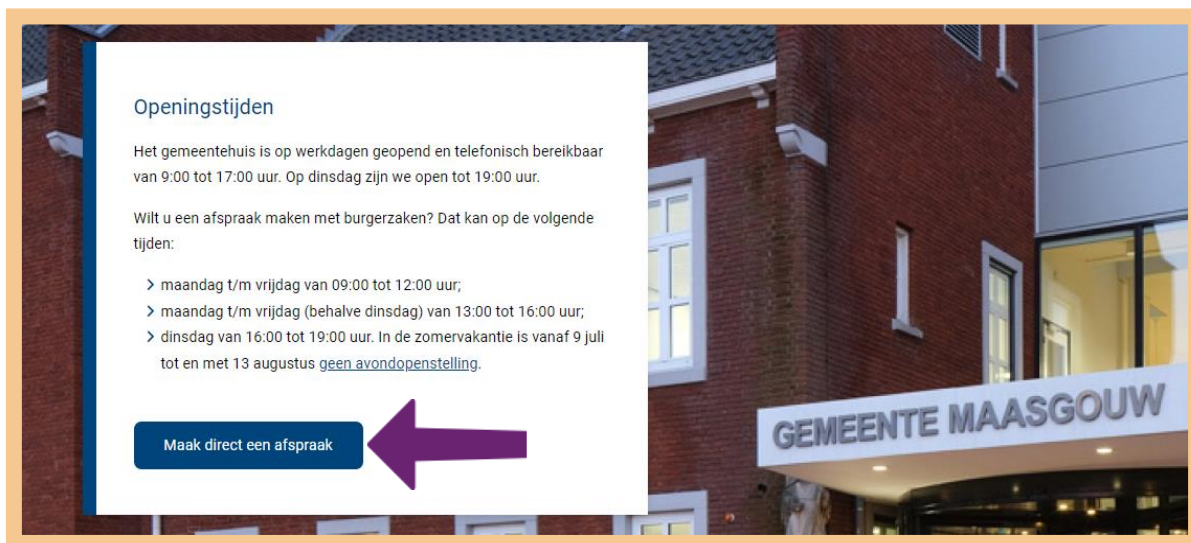 Openingstijden
Het gemeentehuis is op werkdagen geopend en telefonisch bereikbaar
van 9:00 tot 17:00 uur. Op dinsdag zijn we open tot 19:00 uur.
Wilt u een afspraak maken met burgerzaken? Dat kan op de volgende
tijden:
maandag t/m vrijdag van 09:00 tot 12:00 uur;
maandag t/m vrijdag (behalve dinsdag) van 13:00 tot 16:00 uur;
dinsdag van 16:00 tot 19:00 uur. In de zomervakantie is vanaf 9 juli
tot en met 13 augustus geen avondopenstelling.
Maak direct een afspraak
GEMEENTE MAASGOUW